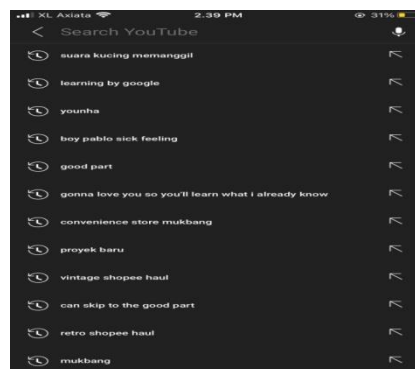 XL Axiata 2.39 PM 31%
Search YouTube
suara kucing memanggil
learning by google
younha
boy pablo sick feeling
good part
gonna love you so you'll learn what i already know
convenience store mukbang
proyek baru
vintage shopee haul
can skip to the good part
retro shopee haul
mukbang